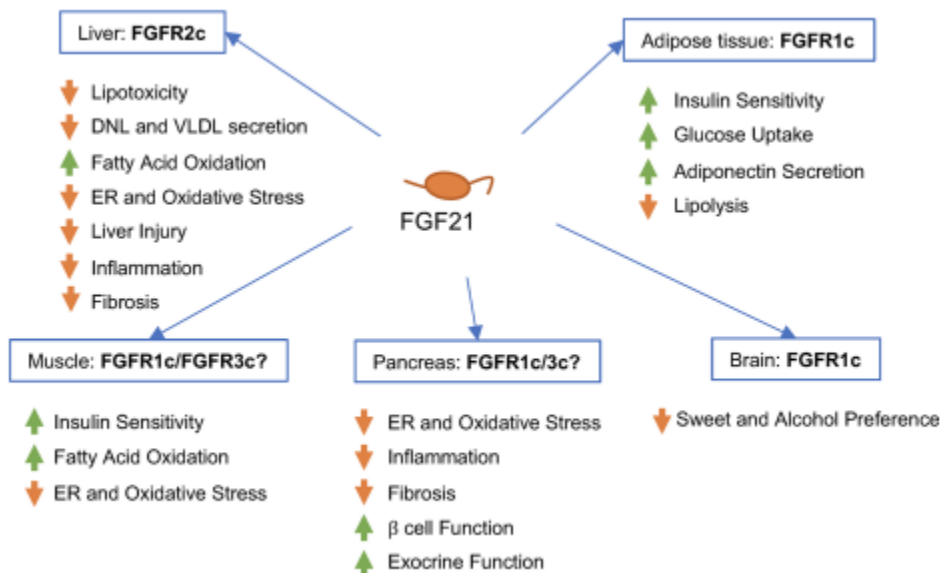 Liver: FGFR2c
Lipotoxicity
DNL and VLDL secretion
Fatty Acid Oxidation
ER and Oxidative Stress
Liver Injury
Inflammation
Fibrosis
Adipose tissue: FGFR1c
Insulin Sensitivity
Glucose Uptake
Adiponectin Secretion
Lipolysis
FGF21
Muscle: FGFR1c/FGFR3c?
Insulin Sensitivity
Fatty Acid Oxidation
ER and Oxidative Stress
Pancreas: FGFR1c/3c?
ER and Oxidative Stress
Inflammation
Fibrosis
β cell Function
Exocrine Function
Brain: FGFR1c
Sweet and Alcohol Preference